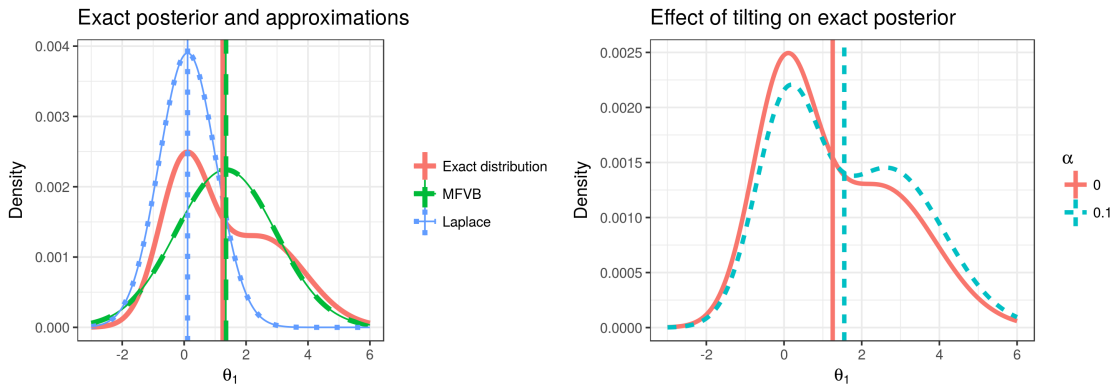 Exact posterior and approximations
0.004
0.003
0.002
0.001
0.000
Density
-2
0
2
4
6
θ1
Exact distribution
MFVB
Laplace
Effect of tilting on exact posterior
0.0025
0.0020
0.0015
0.0010
0.0005
0.0000
Density
-2
0
2
4
6
θ1
α
0
0.1